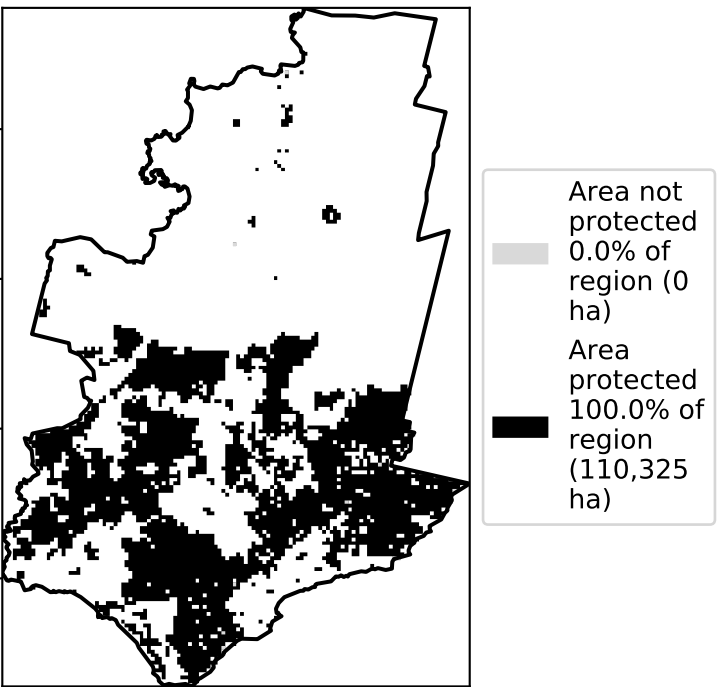 Area not
protected
0.0% of
region (0
ha)
Area
protected
100.0% of
region
(110,325
ha)